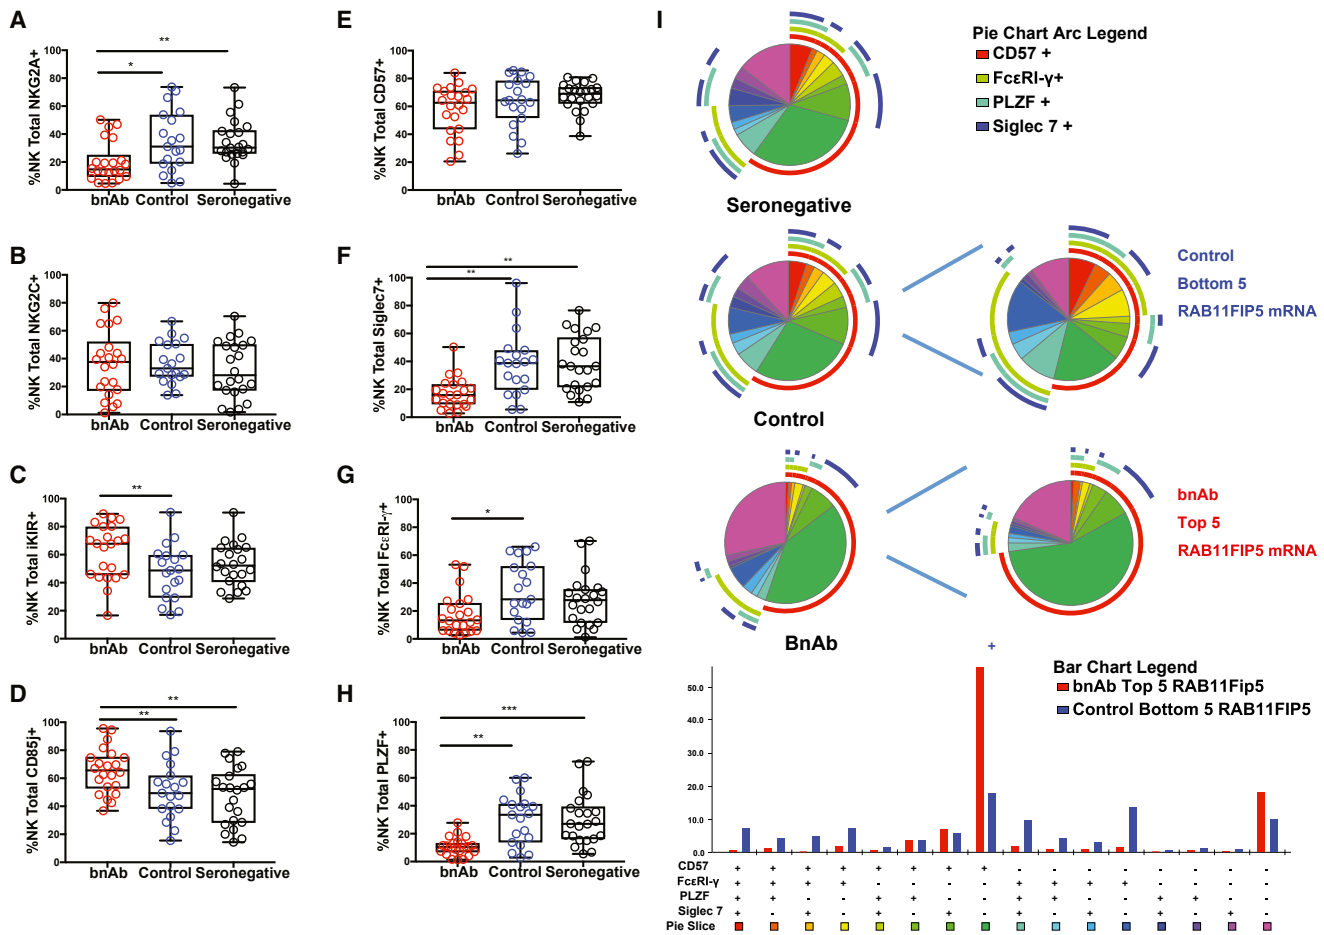 A
%NK Total NKG2A+
100
80
60
40
20
0
**
*
bnAb Control Seronegative
B
%NK Total NKG2C+
100
80
60
40
20
0
bnAb Control Seronegative
C
%NK Total iKIR+
100
80
60
40
20
0
**
bnAb Control Seronegative
D
%NK Total CD85j+
100
80
60
40
20
0
**
**
bnAb Control Seronegative
E
%NK Total CD57+
100
80
60
40
20
0
bnAb Control Seronegative
F
%NK Total Siglec7+
100
80
60
40
20
0
**
**
bnAb Control Seronegative
G
%NK Total FcεRI-γ+
100
80
60
40
20
0
*
bnAb Control Seronegative
H
%NK Total PLZF+
100
80
60
40
20
0
***
**
bnAb Control Seronegative
I
Pie Chart Arc Legend
CD57 +
FcεRI-γ+
PLZF +
Siglec 7 +
Seronegative
Control
Control
Bottom 5
RAB11FIP5 mRNA
BnAb
bnAb
Top 5
RAB11FIP5 mRNA
+
Bar Chart Legend
bnAb Top 5 RAB11Fip5
Control Bottom 5 RAB11FIP5
50.0
40.0
30.0
20.0
10.0
0.0
CD57 + + + + + + + + - - - - - - - -
FcεRI-γ + + + + - - - - + + + + - - - -
PLZF + + - - + + - - + + - - + + - -
Siglec 7 + - + - + - + - + - + - + - + -
Pie Slice